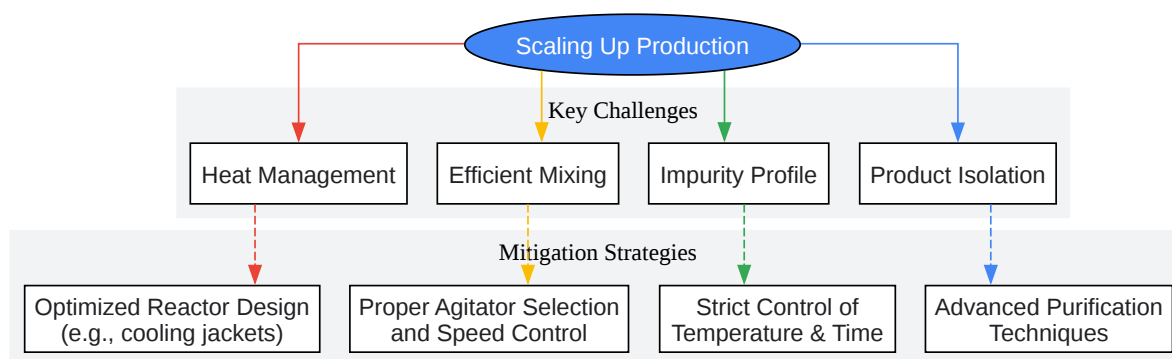 Scaling Up Production
Key Challenges
Heat Management
Efficient Mixing
Impurity Profile
Product Isolation
Mitigation Strategies
Optimized Reactor Design
(e.g., cooling jackets)
Proper Agitator Selection
and Speed Control
Strict Control of
Temperature & Time
Advanced Purification
Techniques